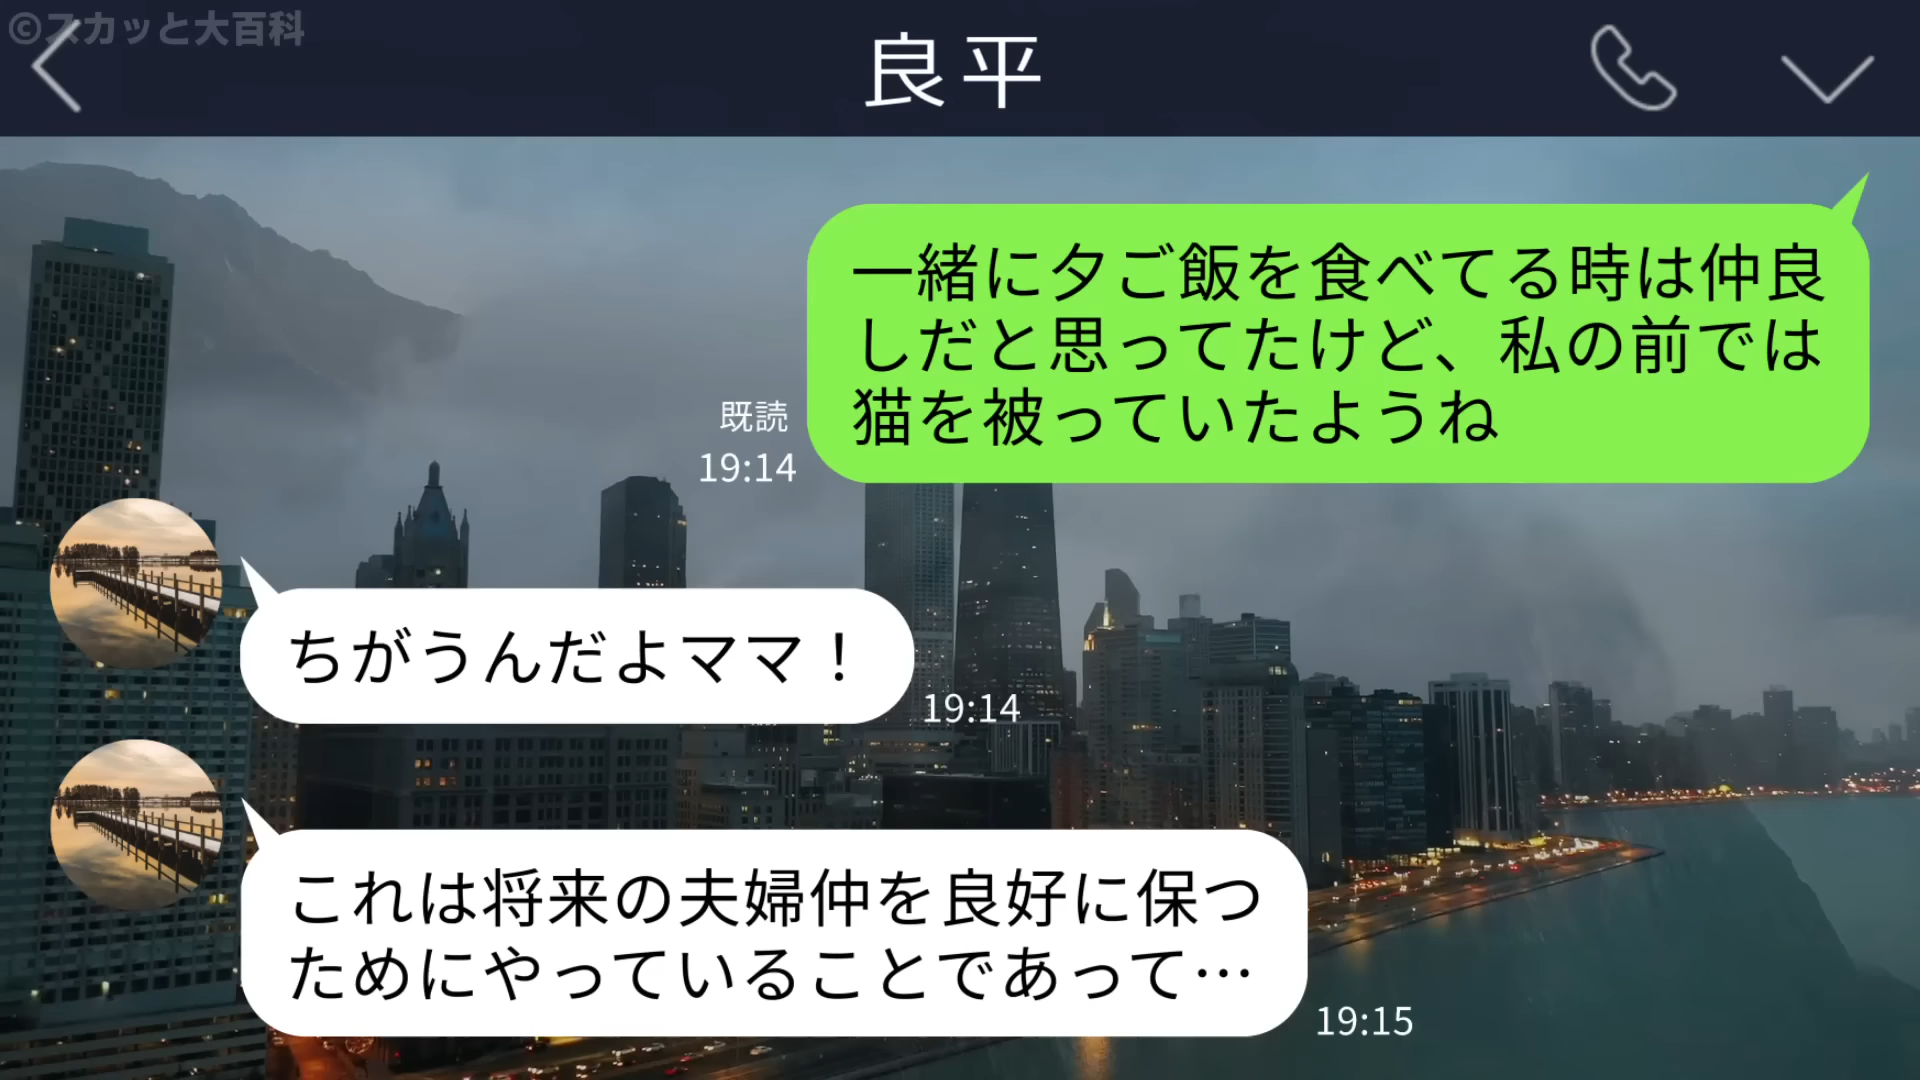 ©スカッと大百科
良平
一緒に夕ご飯を食べてる時は仲良
しだと思ってたけど、私の前では
猫を被っていたようね
既読
19:14
ちがうんだよママ！
19:14
これは将来の夫婦仲を良好に保つ
ためにやっていることであって…
19:15